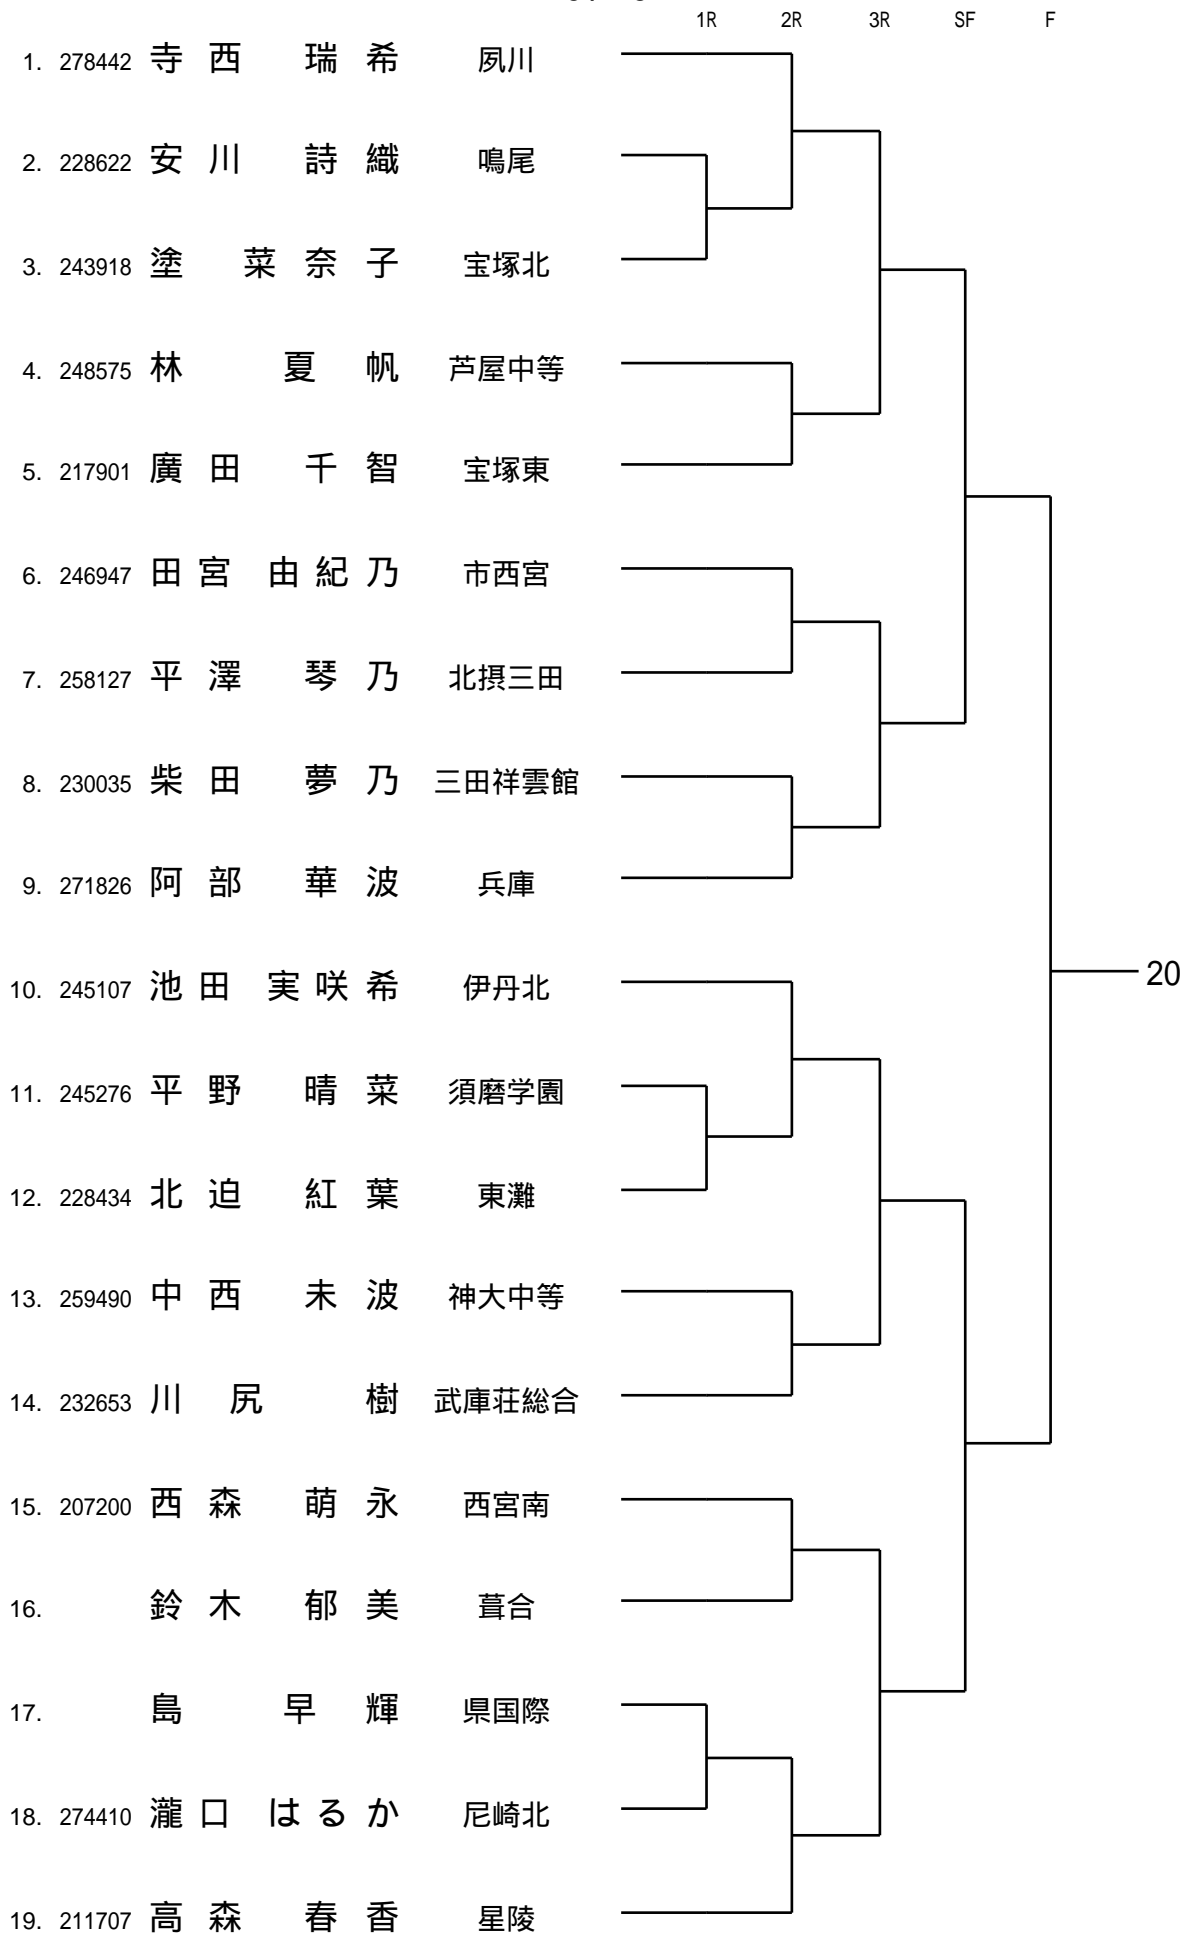 1R 2R 3R SF F
1. 278442 寺西 瑞希 夙川
2. 228622 安川 詩織 鳴尾
3. 243918 塗 菜奈子 宝塚北
4. 248575 林 夏帆 芦屋中等
5. 217901 廣田 千智 宝塚東
6. 246947 田宮 由紀乃 市西宮
7. 258127 平澤 琴乃 北摂三田
8. 230035 柴田 夢乃 三田祥雲館
9. 271826 阿部 華波 兵庫
10. 245107 池田 実咲希 伊丹北
20
11. 245276 平野 晴菜 須磨学園
12. 228434 北迫 紅葉 東灘
13. 259490 中西 未波 神大中等
14. 232653 川尻 樹 武庫荘総合
15. 207200 西森 萌永 西宮南
16. 鈴木 郁美 葺合
17. 島 早輝 県国際
18. 274410 瀧口 はるか 尼崎北
19. 211707 高森 春香 星陵